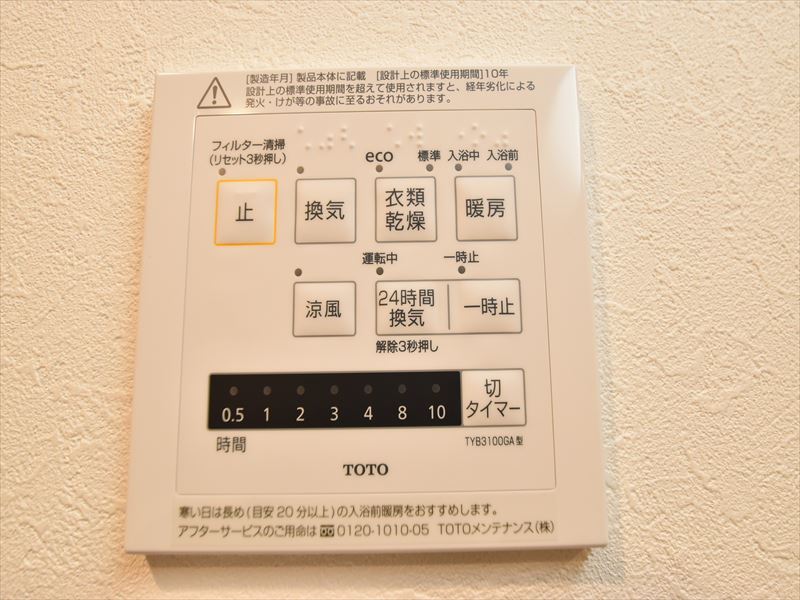 [製造年月] 製品本体に記載 [設計上の標準使用期間]10年
設計上の標準使用期間を超えて使用されますと、経年劣化による
発火・けが等の事故に至るおそれがあります。
フィルター清掃
(リセット3秒押し)
eco 標準 入浴中 入浴前
止
換気
衣類
乾燥
暖房
運転中 一時止
涼風
24時間
換気
一時止
解除3秒押し
0.5 1 2 3 4 8 10
切
タイマー
時間
TYB3100GA型
TOTO
寒い日は長め(目安20分以上)の入浴前暖房をおすすめします。
アフターサービスのご用命は 0120-1010-05 TOTOメンテナンス(株)